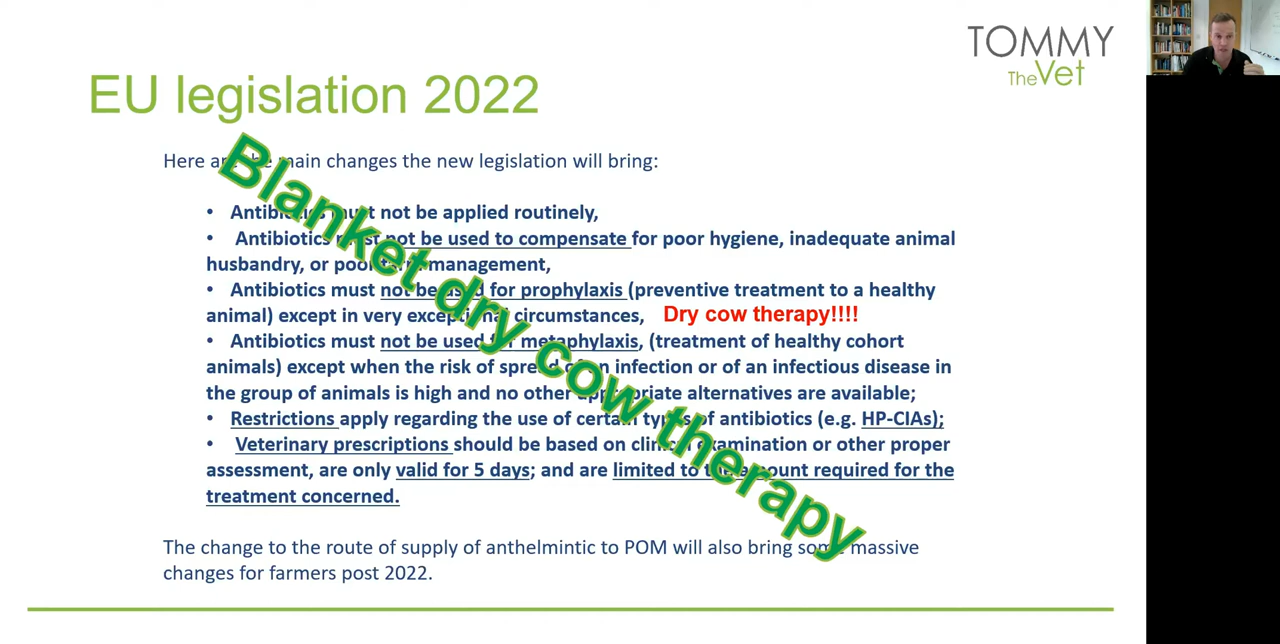 TOMMY
TheVet
EU legislation 2022
Here are the main changes the new legislation will bring:
• Antibiotics must not be applied routinely,
• Antibiotics must not be used to compensate for poor hygiene, inadequate animal
husbandry, or poor farm management,
• Antibiotics must not be used for prophylaxis (preventive treatment to a healthy
animal) except in very exceptional circumstances, Dry cow therapy!!!!
• Antibiotics must not be used for metaphylaxis, (treatment of healthy cohort
animals) except when the risk of spread of an infection or of an infectious disease in
the group of animals is high and no other appropriate alternatives are available;
• Restrictions apply regarding the use of certain types of antibiotics (e.g. HP-CIAs);
• Veterinary prescriptions should be based on clinical examination or other proper
assessment, are only valid for 5 days; and are limited to the amount required for the
treatment concerned.
The change to the route of supply of anthelmintic to POM will also bring some massive
changes for farmers post 2022.
Blanket dry cow therapy